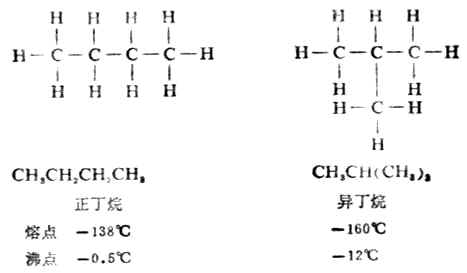 H H H H
H—C—C—C—C—H
H H H H
H H H
H—C—C—C—H
H H
H—C—H
H
CH₃CH₂CH₂CH₃ CH₃CH(CH₃)₂
正丁烷 异丁烷
熔点 −138℃ −160℃
沸点 −0.5℃ −12℃